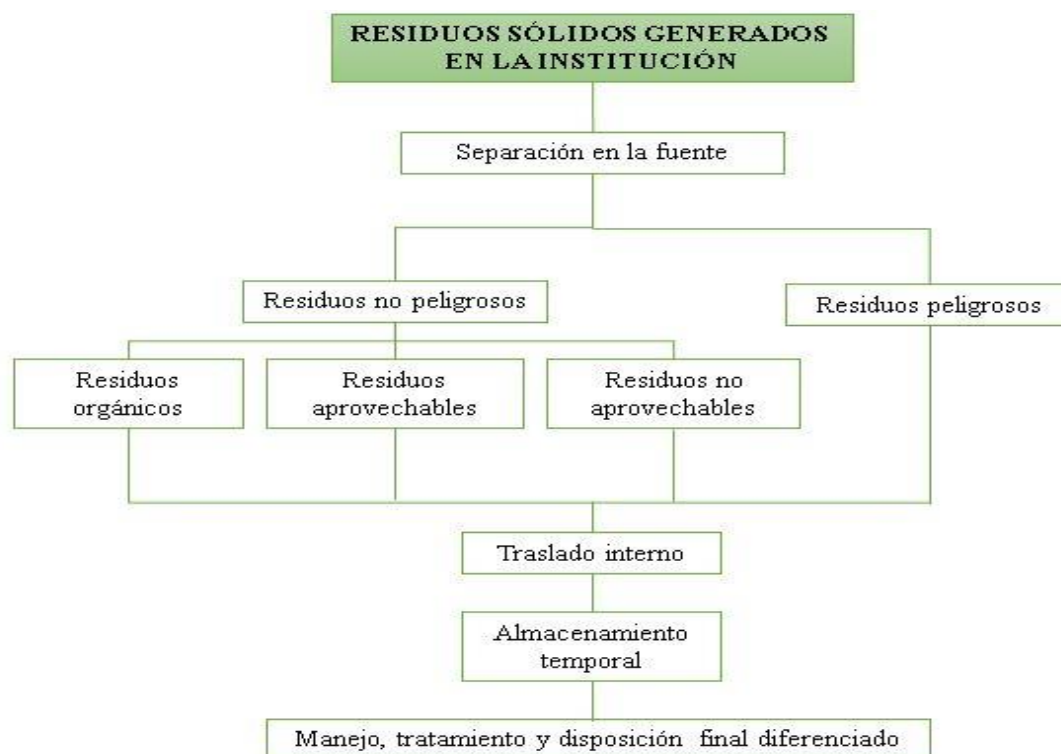 RESIDUOS SÓLIDOS GENERADOS
EN LA INSTITUCIÓN
Separación en la fuente
Residuos no peligrosos
Residuos peligrosos
Residuos
orgánicos
Residuos
aprovechables
Residuos no
aprovechables
Traslado interno
Almacenamiento
temporal
Manejo, tratamiento y disposición final diferenciado